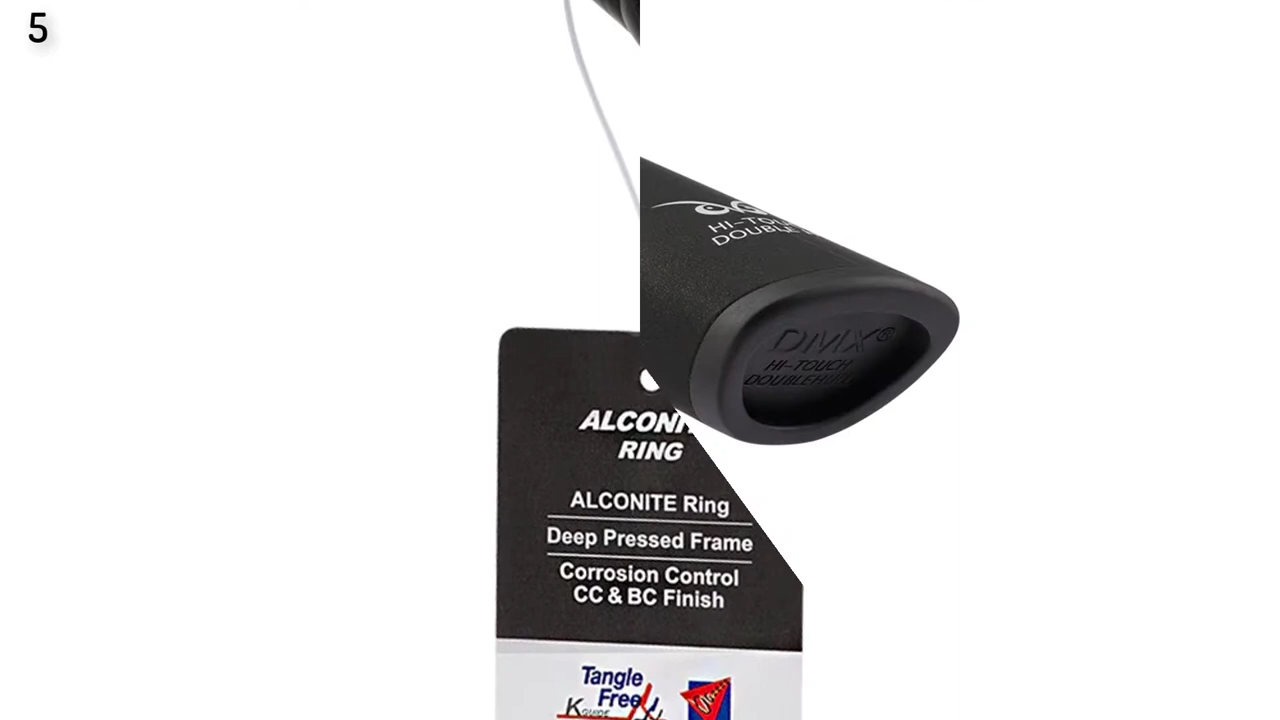 5
HI-TOU
DOUBLE
DMX®
HI-TOUCH
ALCONI
RING
ALCONITE Ring
Deep Pressed Frame
Corrosion Control
CC & BC Finish
Tangle
Free
K GUIDE